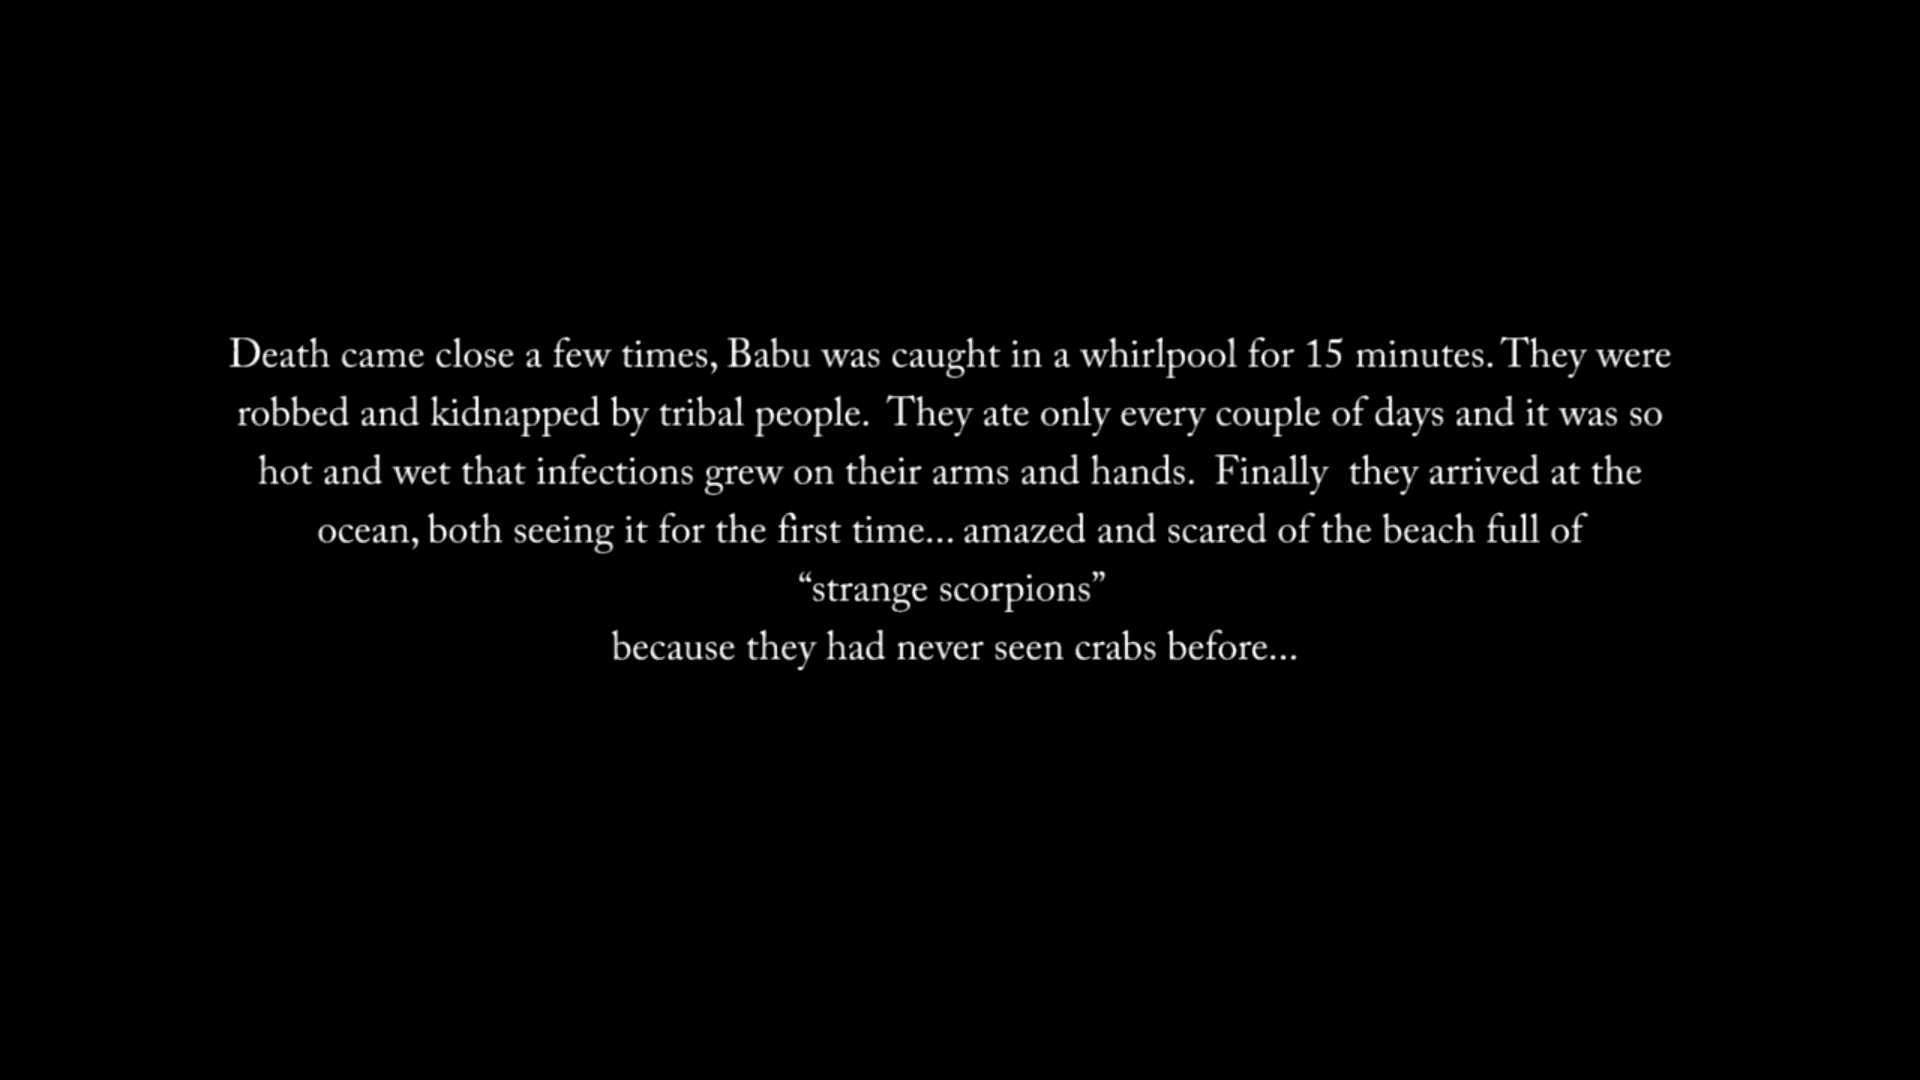 Death came close a few times, Babu was caught in a whirlpool for 15 minutes. They were
robbed and kidnapped by tribal people.  They ate only every couple of days and it was so
hot and wet that infections grew on their arms and hands.  Finally  they arrived at the
ocean, both seeing it for the first time... amazed and scared of the beach full of
“strange scorpions”
because they had never seen crabs before...